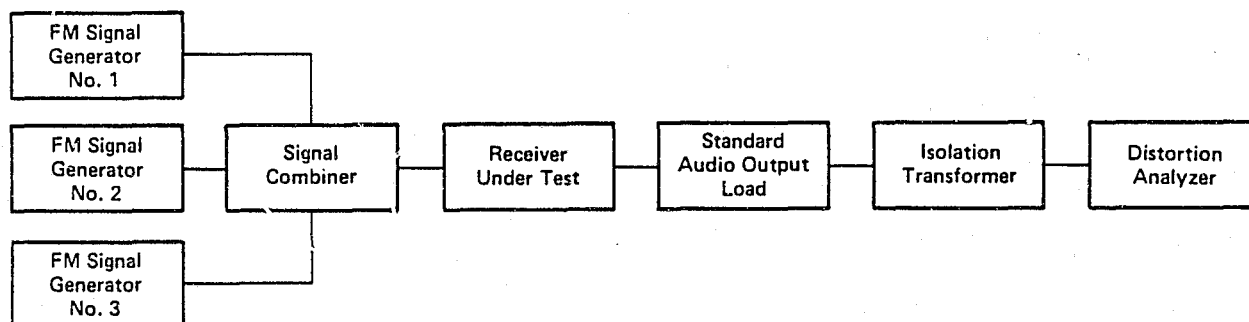 FM Signal
Generator
No. 1
FM Signal
Generator
No. 2
FM Signal
Generator
No. 3
Signal
Combiner
Receiver
Under Test
Standard
Audio Output
Load
Isolation
Transformer
Distortion
Analyzer